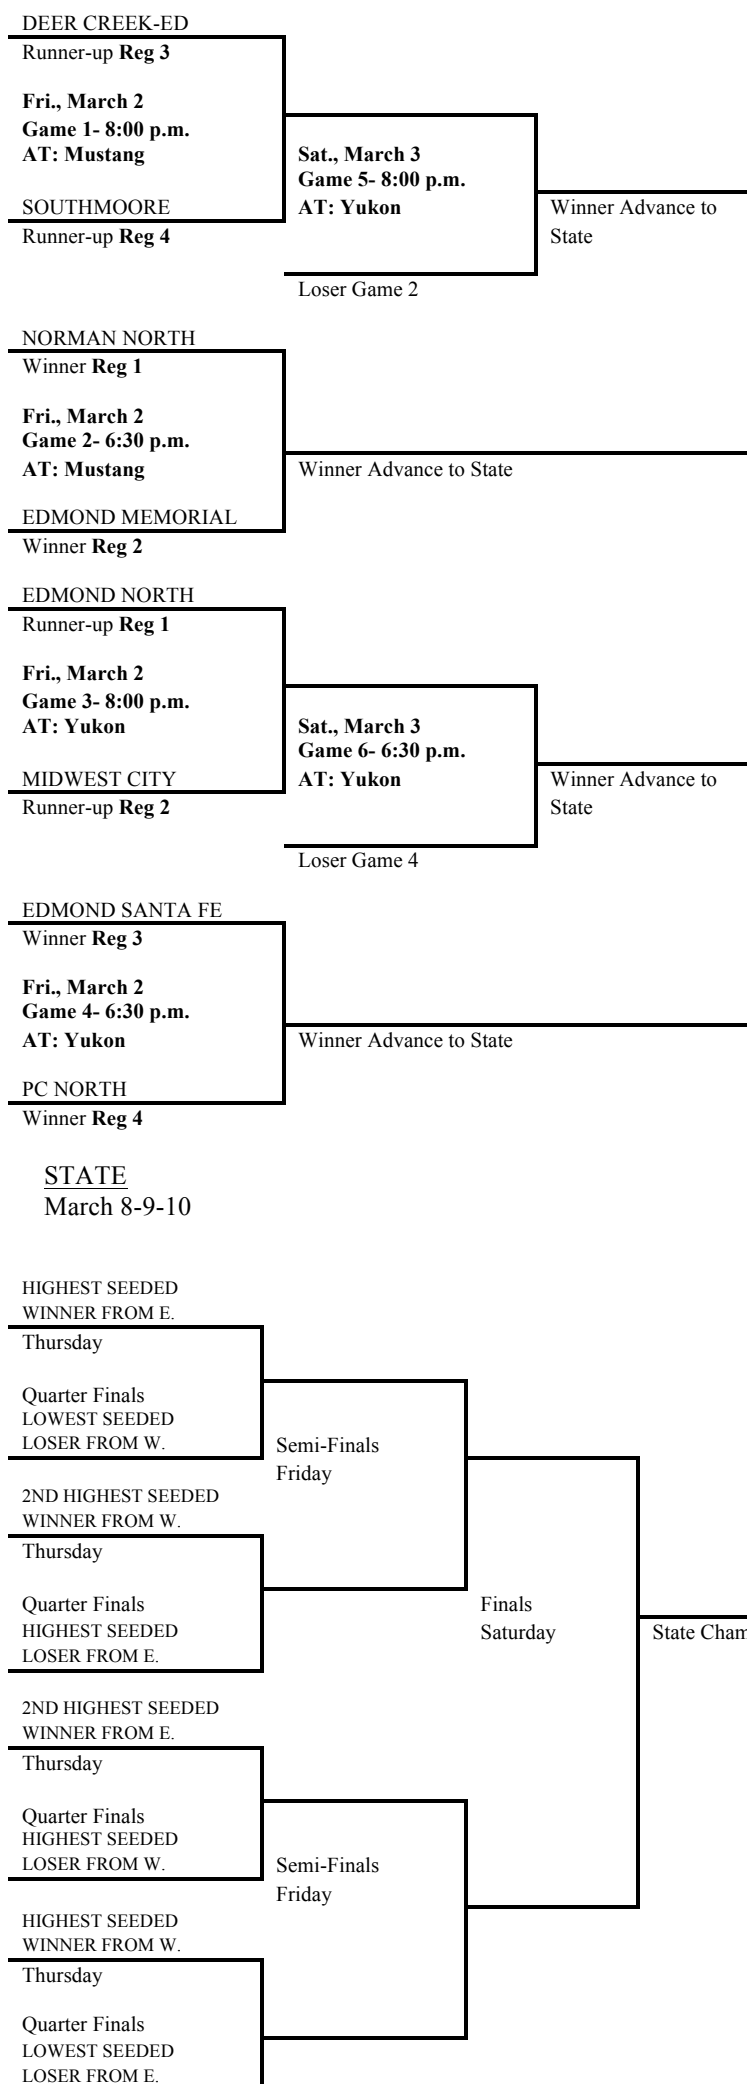 DEER CREEK-ED
Runner-up Reg 3
Fri., March 2
Game 1- 8:00 p.m.
AT: Mustang
Sat., March 3
Game 5- 8:00 p.m.
SOUTHMOORE
AT: Yukon
Winner Advance to
Runner-up Reg 4
State
Loser Game 2
NORMAN NORTH
Winner Reg 1
Fri., March 2
Game 2- 6:30 p.m.
AT: Mustang
Winner Advance to State
EDMOND MEMORIAL
Winner Reg 2
EDMOND NORTH
Runner-up Reg 1
Fri., March 2
Game 3- 8:00 p.m.
AT: Yukon
Sat., March 3
Game 6- 6:30 p.m.
MIDWEST CITY
AT: Yukon
Winner Advance to
Runner-up Reg 2
State
Loser Game 4
EDMOND SANTA FE
Winner Reg 3
Fri., March 2
Game 4- 6:30 p.m.
AT: Yukon
Winner Advance to State
PC NORTH
Winner Reg 4
STATE
March 8-9-10
HIGHEST SEEDED
WINNER FROM E.
Thursday
Quarter Finals
LOWEST SEEDED
LOSER FROM W.
Semi-Finals
Friday
2ND HIGHEST SEEDED
WINNER FROM W.
Thursday
Quarter Finals
HIGHEST SEEDED
LOSER FROM E.
Finals
Saturday
State Cham
2ND HIGHEST SEEDED
WINNER FROM E.
Thursday
Quarter Finals
HIGHEST SEEDED
LOSER FROM W.
Semi-Finals
Friday
HIGHEST SEEDED
WINNER FROM W.
Thursday
Quarter Finals
LOWEST SEEDED
LOSER FROM E.